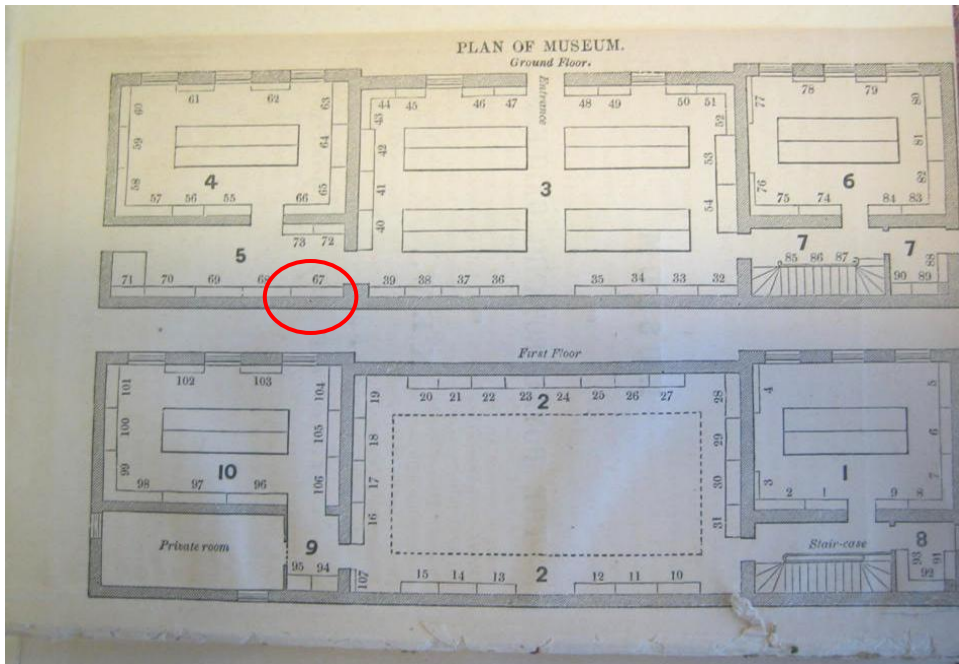 PLAN OF MUSEUM.
Ground Floor.
Entrance
61 62 44 45 46 47 48 49 50 51 78 79
60 63 43 52 77 80
59 64 42 53 81
58 4 65 41 3 54 76 6 82
57 56 55 66 40 75 74 84 83
73 72
5 7 7
71 70 69 68 67 39 38 37 36 35 34 33 32 85 86 87 88
90 89
First Floor
101 102 103 104 19 20 21 22 23 2 24 25 26 27 28 4 5
100 105 18 29 6
99 10 106 17 30 3 1 7
98 97 96 16 31 2 1 9 8
Private room 9 Stair-case 8
95 94 107 15 14 13 2 12 11 10 93 92 91